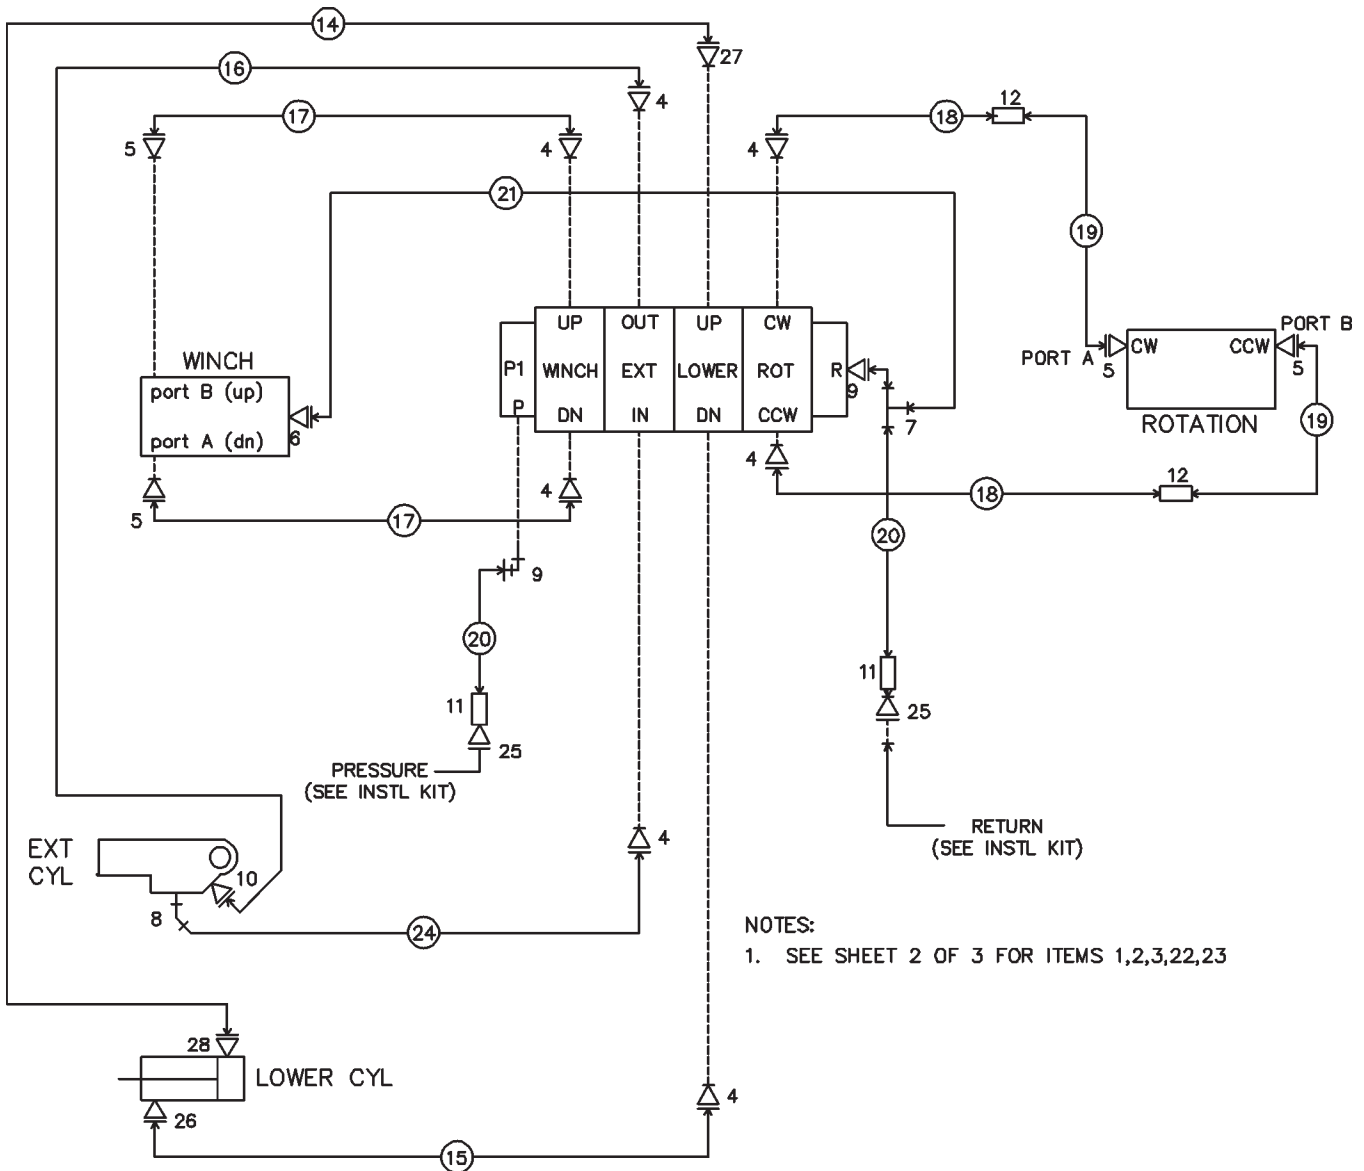 14
27
16
4
17
5
4
18
12
4
21
19
UP
OUT
UP
CW
P1
WINCH
EXT
LOWER
ROT
R
P
DN
IN
DN
CCW
9
7
PORT B
PORT A
CW
CCW
5
5
ROTATION
19
WINCH
port B (up)
port A (dn)
6
5
4
4
17
18
12
20
9
20
11
25
11
25
PRESSURE
(SEE INSTL KIT)
RETURN
(SEE INSTL KIT)
EXT
CYL
10
8
4
24
NOTES:
1. SEE SHEET 2 OF 3 FOR ITEMS 1,2,3,22,23
28
LOWER CYL
26
4
15